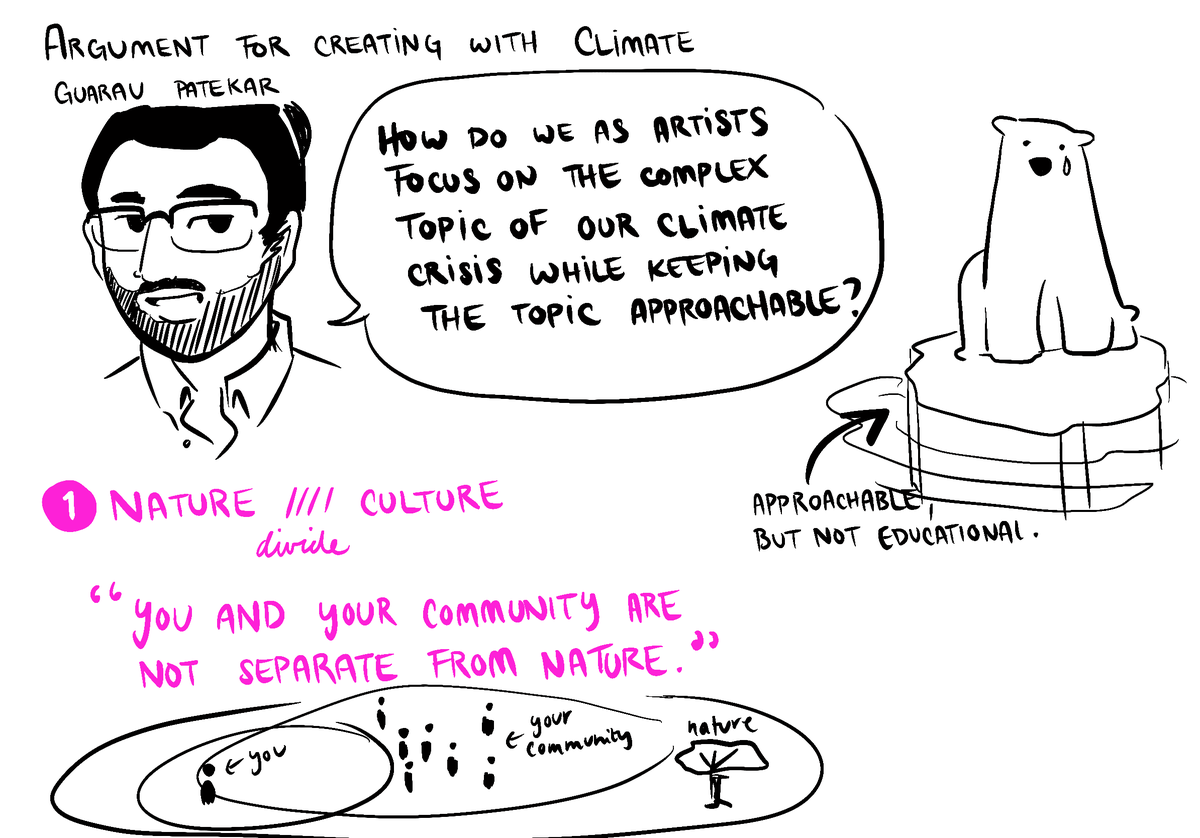 ARGUMENT FOR CREATING WITH CLIMATE
GUARAV PATEKAR
HOW DO WE AS ARTISTS
FOCUS ON THE COMPLEX
TOPIC OF OUR CLIMATE
CRISIS WHILE KEEPING
THE TOPIC APPROACHABLE?
APPROACHABLE,
BUT NOT EDUCATIONAL.
1 NATURE //// CULTURE
divide
“YOU AND YOUR COMMUNITY ARE
NOT SEPARATE FROM NATURE.”
← you
← your
community
nature